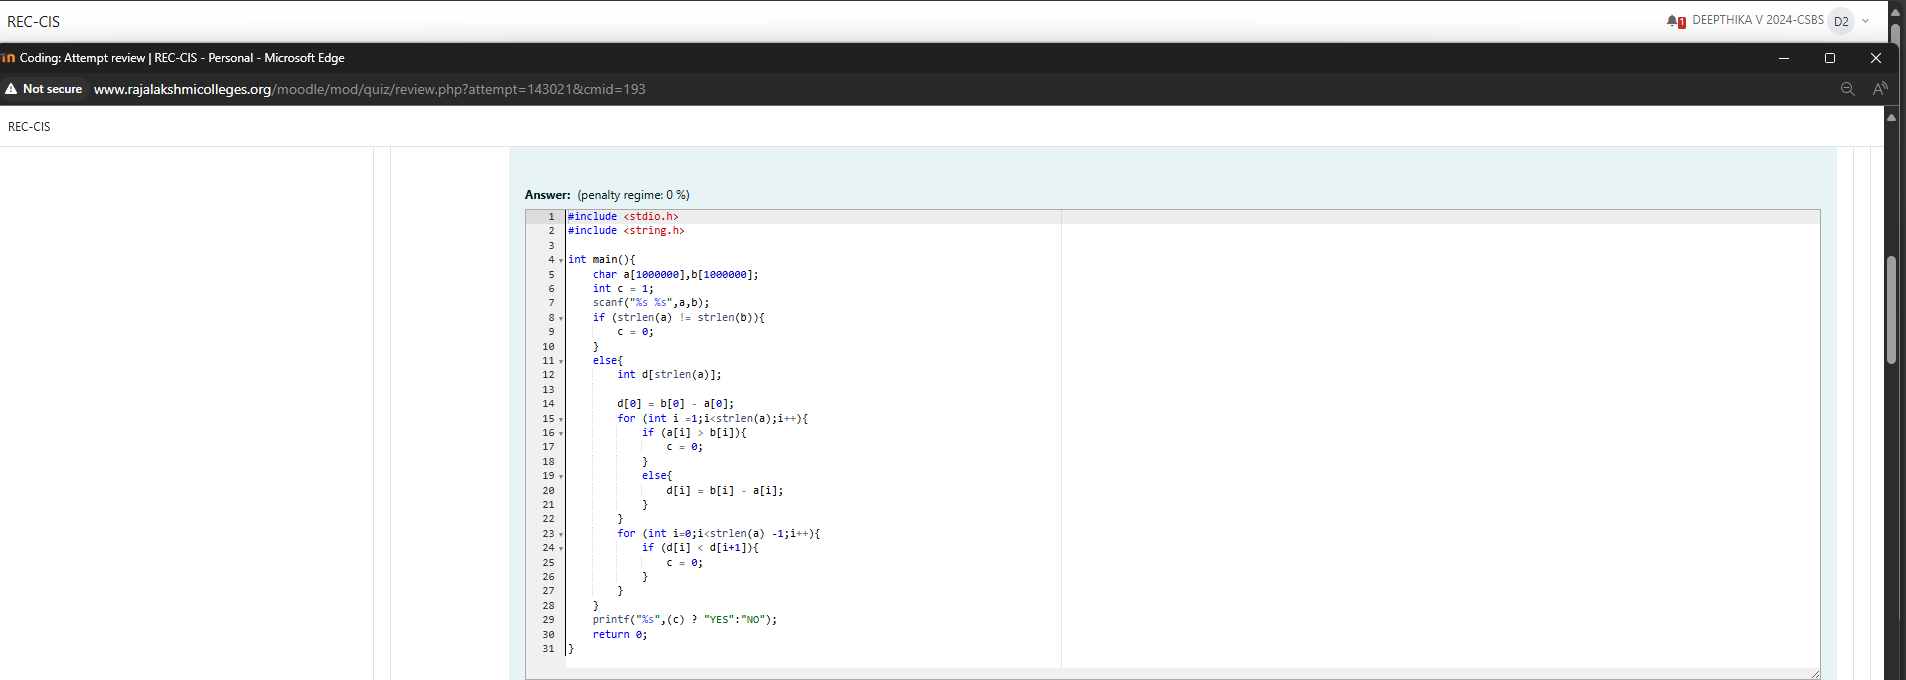 REC-CIS
1 DEEPTHIKA V 2024-CSBS D2
Coding: Attempt review | REC-CIS - Personal - Microsoft Edge
Not secure www.rajalakshmicolleges.org/moodle/mod/quiz/review.php?attempt=143021&cmid=193
REC-CIS
Answer: (penalty regime: 0 %)
1 #include <stdio.h>
2 #include <string.h>
3
4 int main(){
5     char a[1000000],b[1000000];
6     int c = 1;
7     scanf("%s %s",a,b);
8     if (strlen(a) != strlen(b)){
9         c = 0;
10     }
11     else{
12         int d[strlen(a)];
13
14         d[0] = b[0] - a[0];
15         for (int i =1;i<strlen(a);i++){
16             if (a[i] > b[i]){
17                 c = 0;
18             }
19             else{
20                 d[i] = b[i] - a[i];
21             }
22         }
23         for (int i=0;i<strlen(a) -1;i++){
24             if (d[i] < d[i+1]){
25                 c = 0;
26             }
27         }
28     }
29     printf("%s",(c) ? "YES":"NO");
30     return 0;
31 }